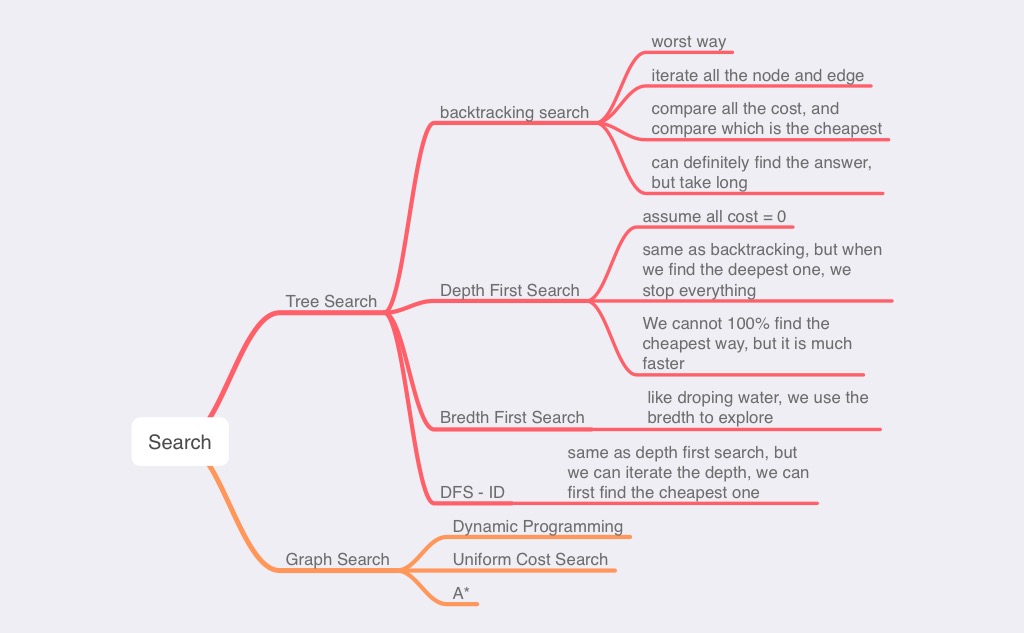 worst way
iterate all the node and edge
backtracking search
compare all the cost, and
compare which is the cheapest
can definitely find the answer,
but take long
assume all cost = 0
same as backtracking, but when
we find the deepest one, we
stop everything
Depth First Search
Tree Search
We cannot 100% find the
cheapest way, but it is much
faster
like droping water, we use the
bredth to explore
Bredth First Search
Search
same as depth first search, but
we can iterate the depth, we can
first find the cheapest one
DFS - ID
Dynamic Programming
Graph Search
Uniform Cost Search
A*